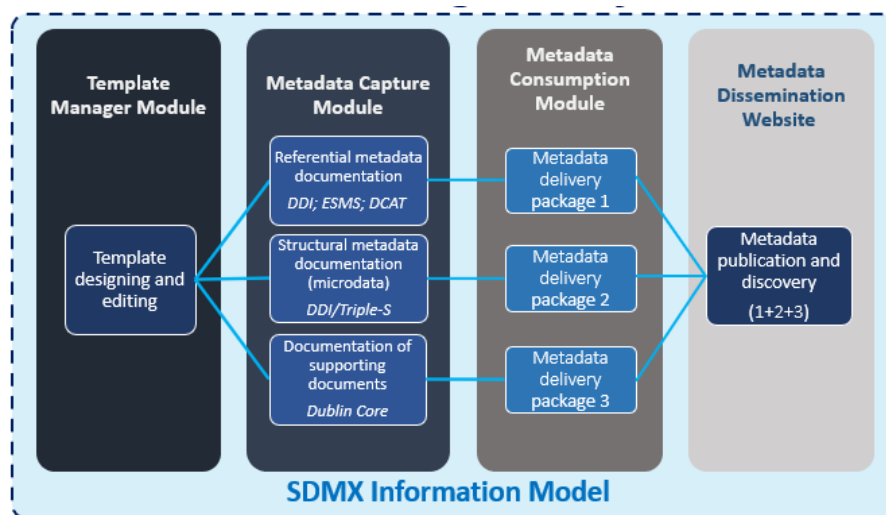 Template
Manager Module
Template
designing and
editing
Metadata Capture
Module
Referential metadata
documentation
DDI; ESMS; DCAT
Structural metadata
documentation
(microdata)
DDI/Triple-S
Documentation of
supporting
documents
Dublin Core
Metadata
Consumption
Module
Metadata
delivery
package 1
Metadata
delivery
package 2
Metadata
delivery
package 3
Metadata
Dissemination
Website
Metadata
publication and
discovery
(1+2+3)
SDMX Information Model